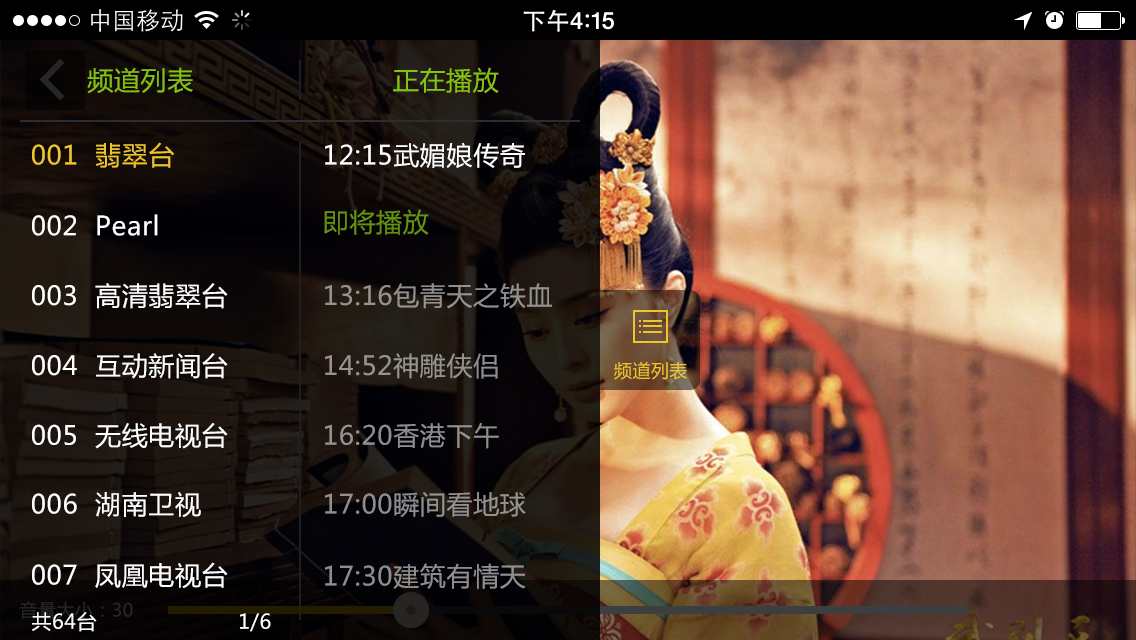 中国移动 下午4:15
频道列表 正在播放
001 翡翠台 12:15武媚娘传奇
002 Pearl 即将播放
003 高清翡翠台 13:16包青天之铁血
004 互动新闻台 14:52神雕侠侣
频道列表
005 无线电视台 16:20香港下午
006 湖南卫视 17:00瞬间看地球
007 凤凰电视台 17:30建筑有情天
音量大小：30
共64台 1/6